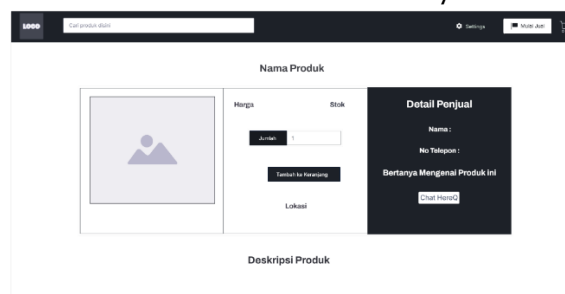 LOGO
Cari produk disini
Settings
Mulai Jual
Nama Produk
Harga
Stok
Jumlah
1
Tambah ke Keranjang
Lokasi
Detail Penjual
Nama :
No Telepon :
Bertanya Mengenai Produk ini
Chat HeroQ
Deskripsi Produk